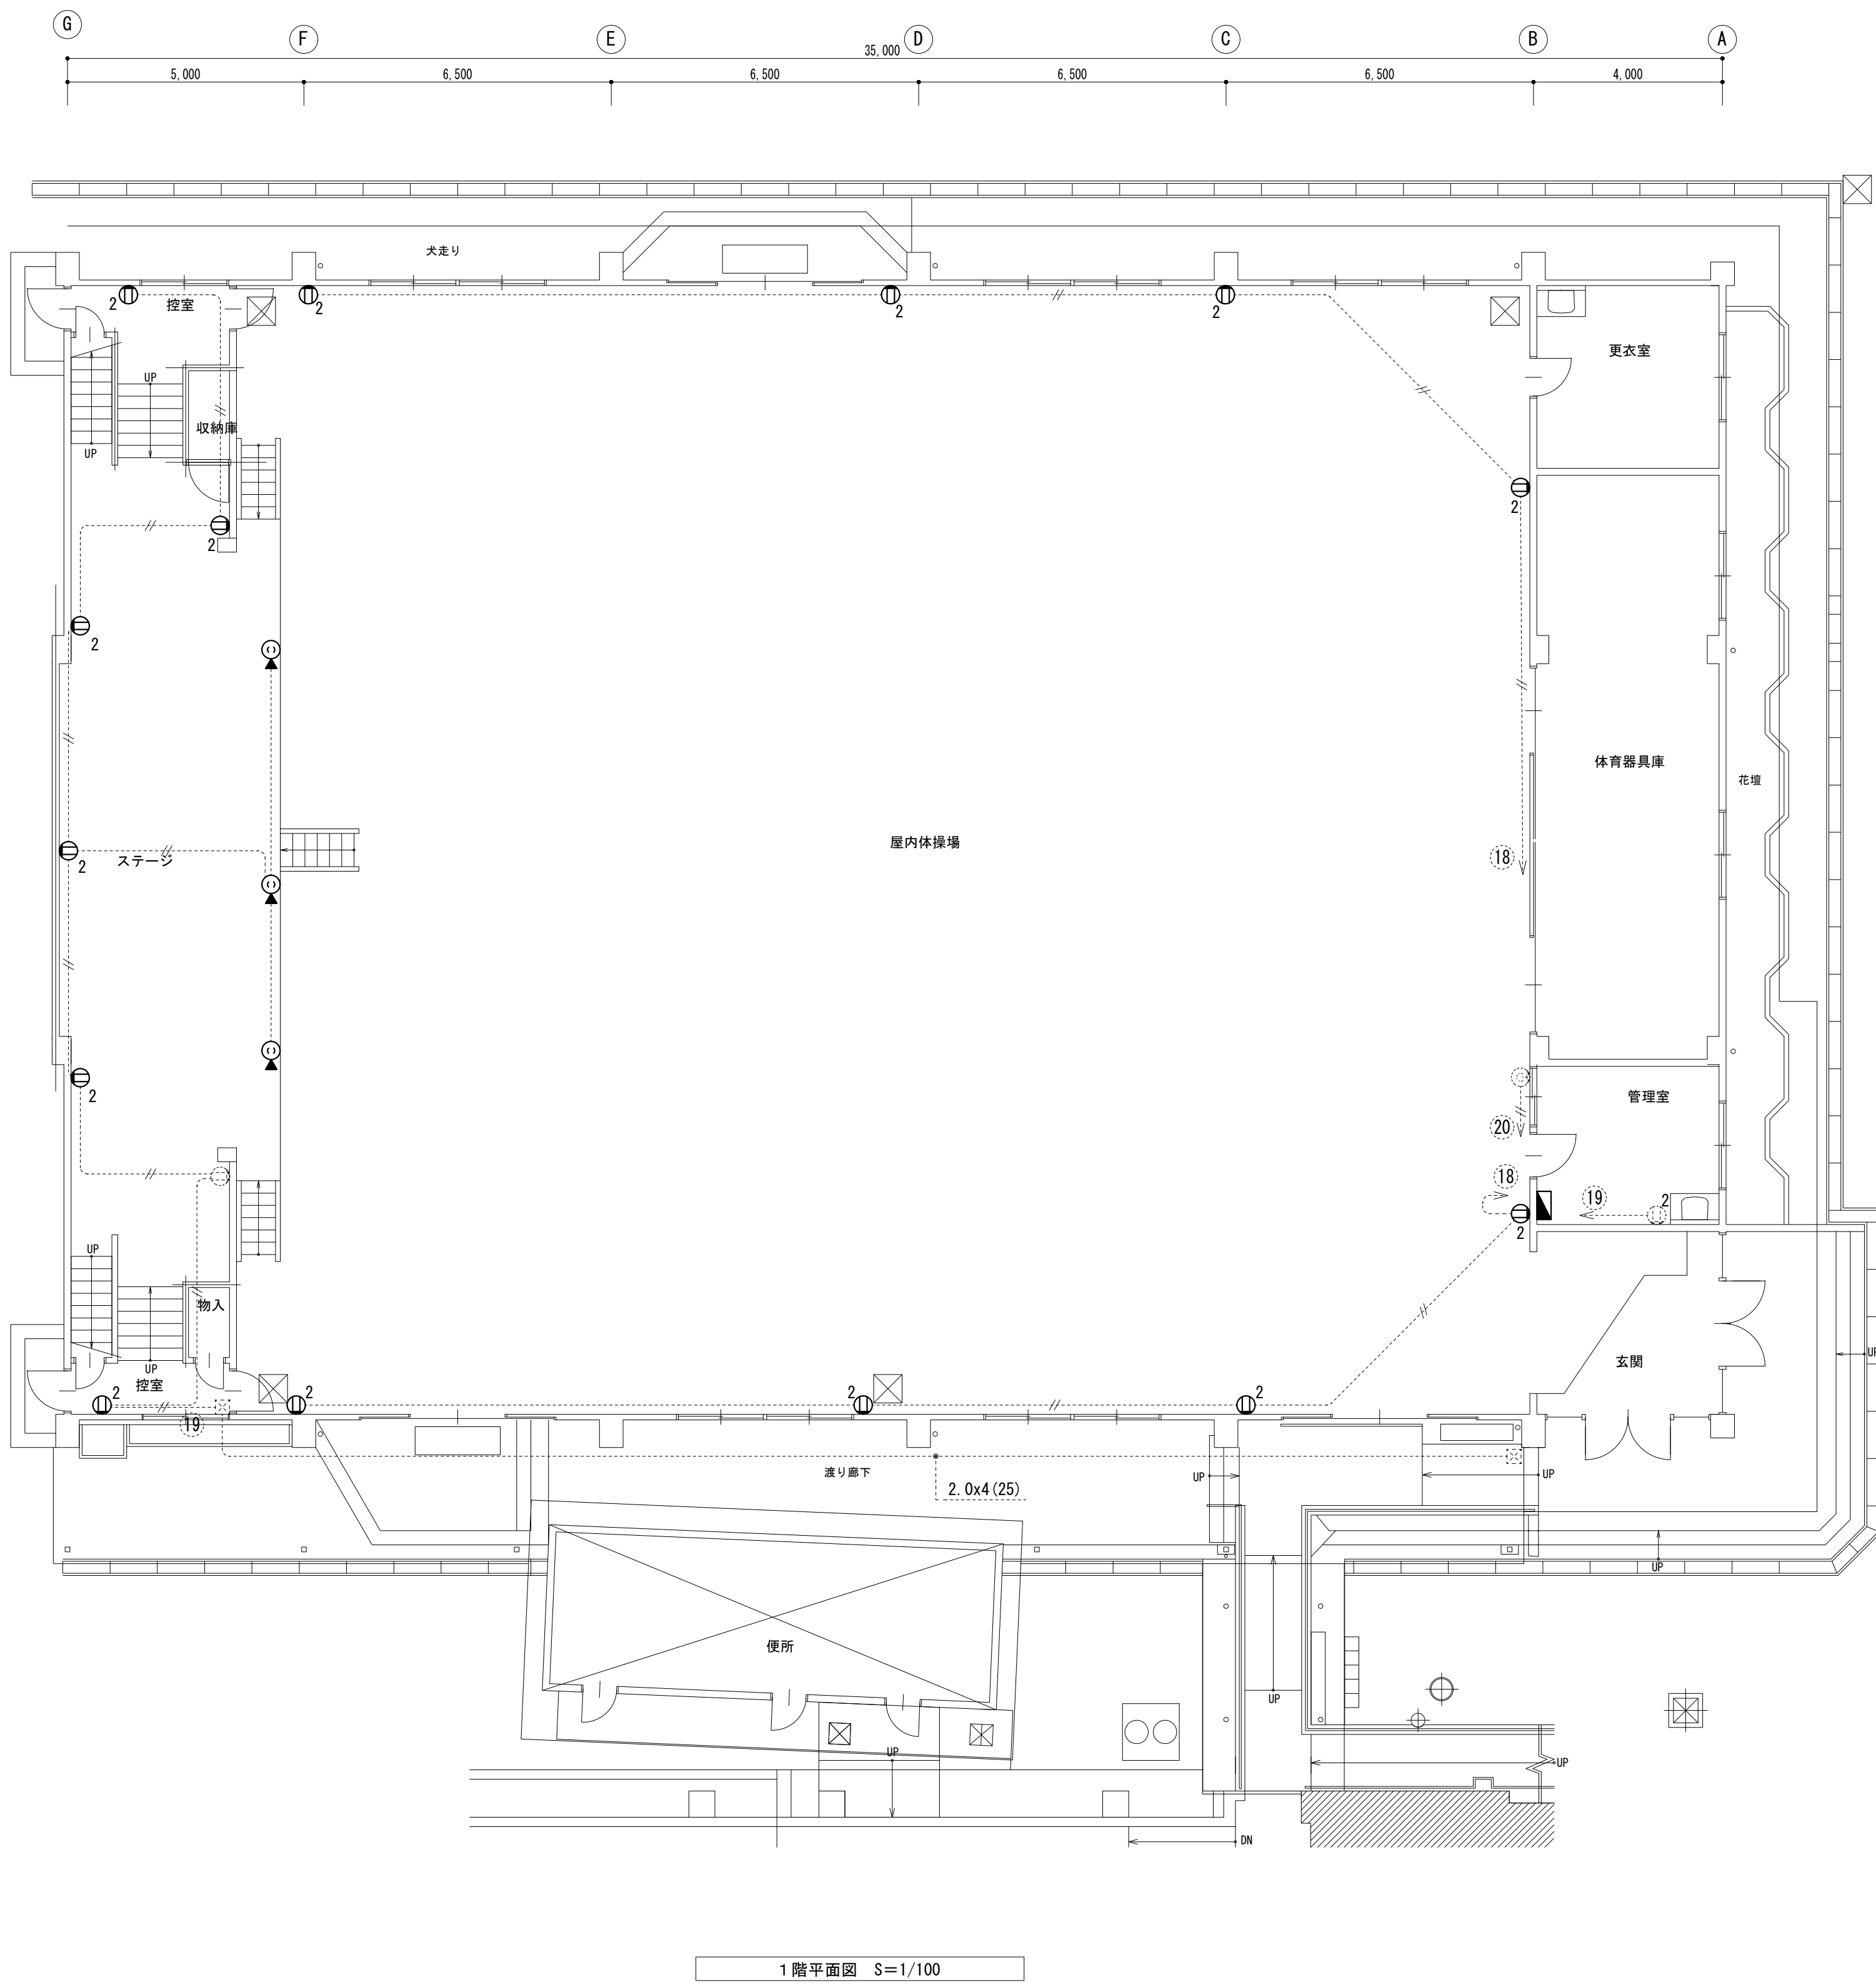 G
F
E
D
C
B
A
35,000
5,000
6,500
6,500
6,500
6,500
4,000
犬走り
控室
2
2
2
2
更衣室
UP
収納庫
UP
2
2
2
体育器具庫
花壇
屋内体操場
18
ステージ
2
管理室
2
20
18
19
2
2
UP
物入
玄関
UP
UP
控室
2
2
2
2
19
渡り廊下
UP
UP
2.0x4(25)
UP
便所
UP
UP
UP
DN
1階平面図 S=1/100